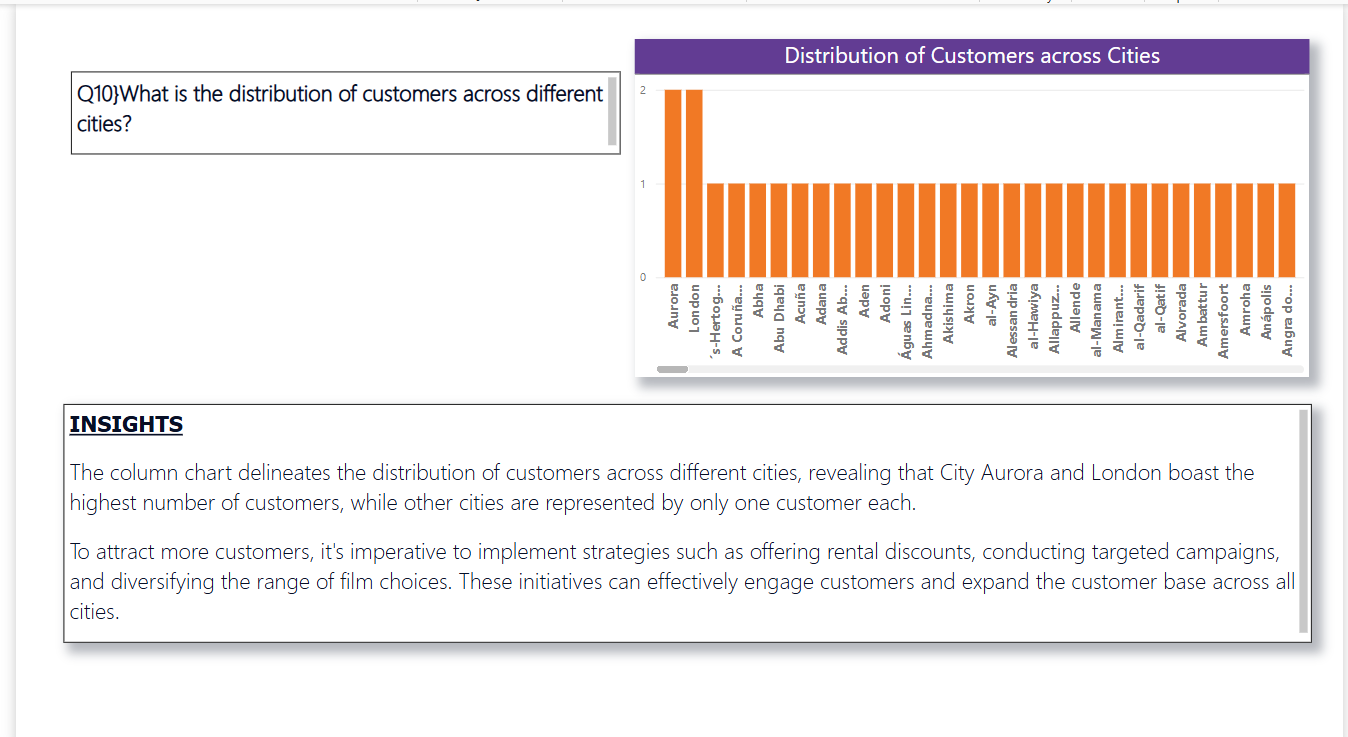 Distribution of Customers across Cities
Q10}What is the distribution of customers across different
cities?
2
1
0
Aurora
London
´s-Hertog...
A Coruña...
Abha
Abu Dhabi
Acuña
Adana
Addis Ab...
Aden
Adoni
Águas Lin...
Ahmadna...
Akishima
Akron
al-Ayn
Alessandria
al-Hawiya
Allappuz...
Allende
al-Manama
Almirant...
al-Qadarif
al-Qatif
Alvorada
Ambattur
Amersfoort
Amroha
Anápolis
Angra do...
INSIGHTS
The column chart delineates the distribution of customers across different cities, revealing that City Aurora and London boast the
highest number of customers, while other cities are represented by only one customer each.
To attract more customers, it's imperative to implement strategies such as offering rental discounts, conducting targeted campaigns,
and diversifying the range of film choices. These initiatives can effectively engage customers and expand the customer base across all
cities.